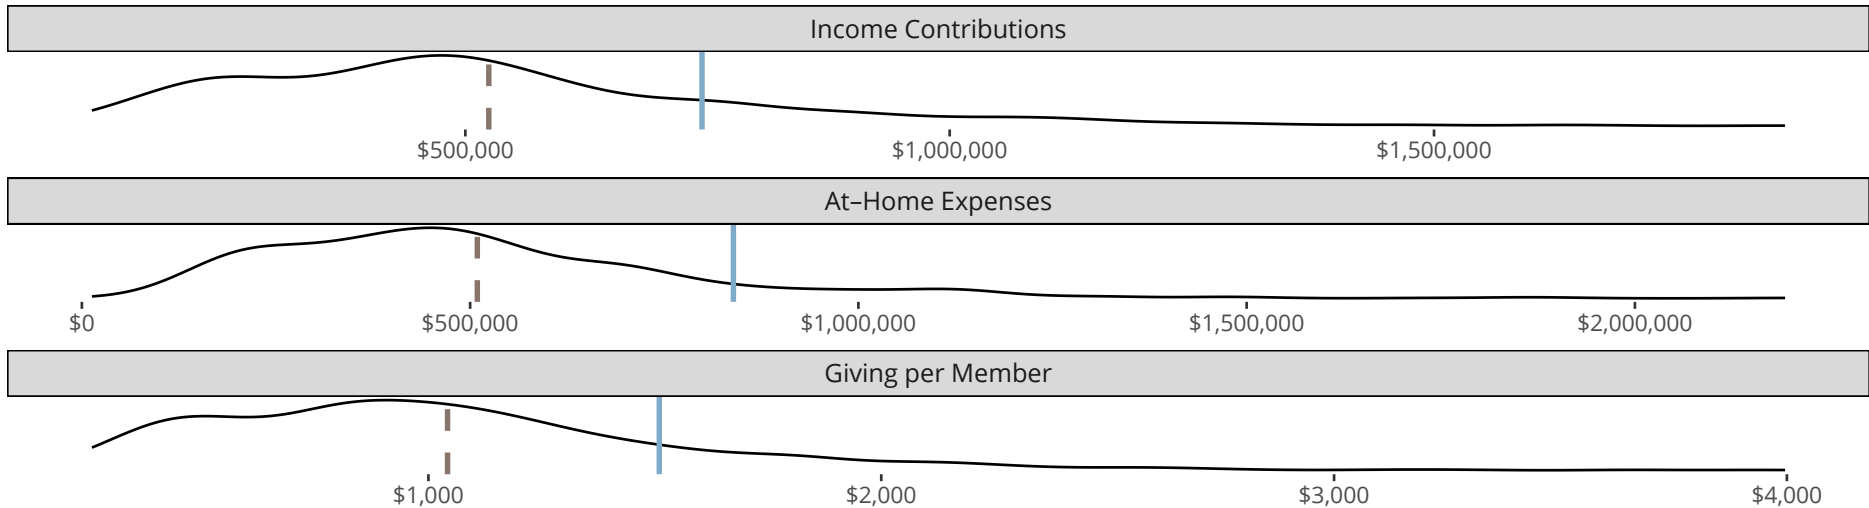 Income Contributions
$500,000 $1,000,000 $1,500,000
At–Home Expenses
$0 $500,000 $1,000,000 $1,500,000 $2,000,000
Giving per Member
$1,000 $2,000 $3,000 $4,000